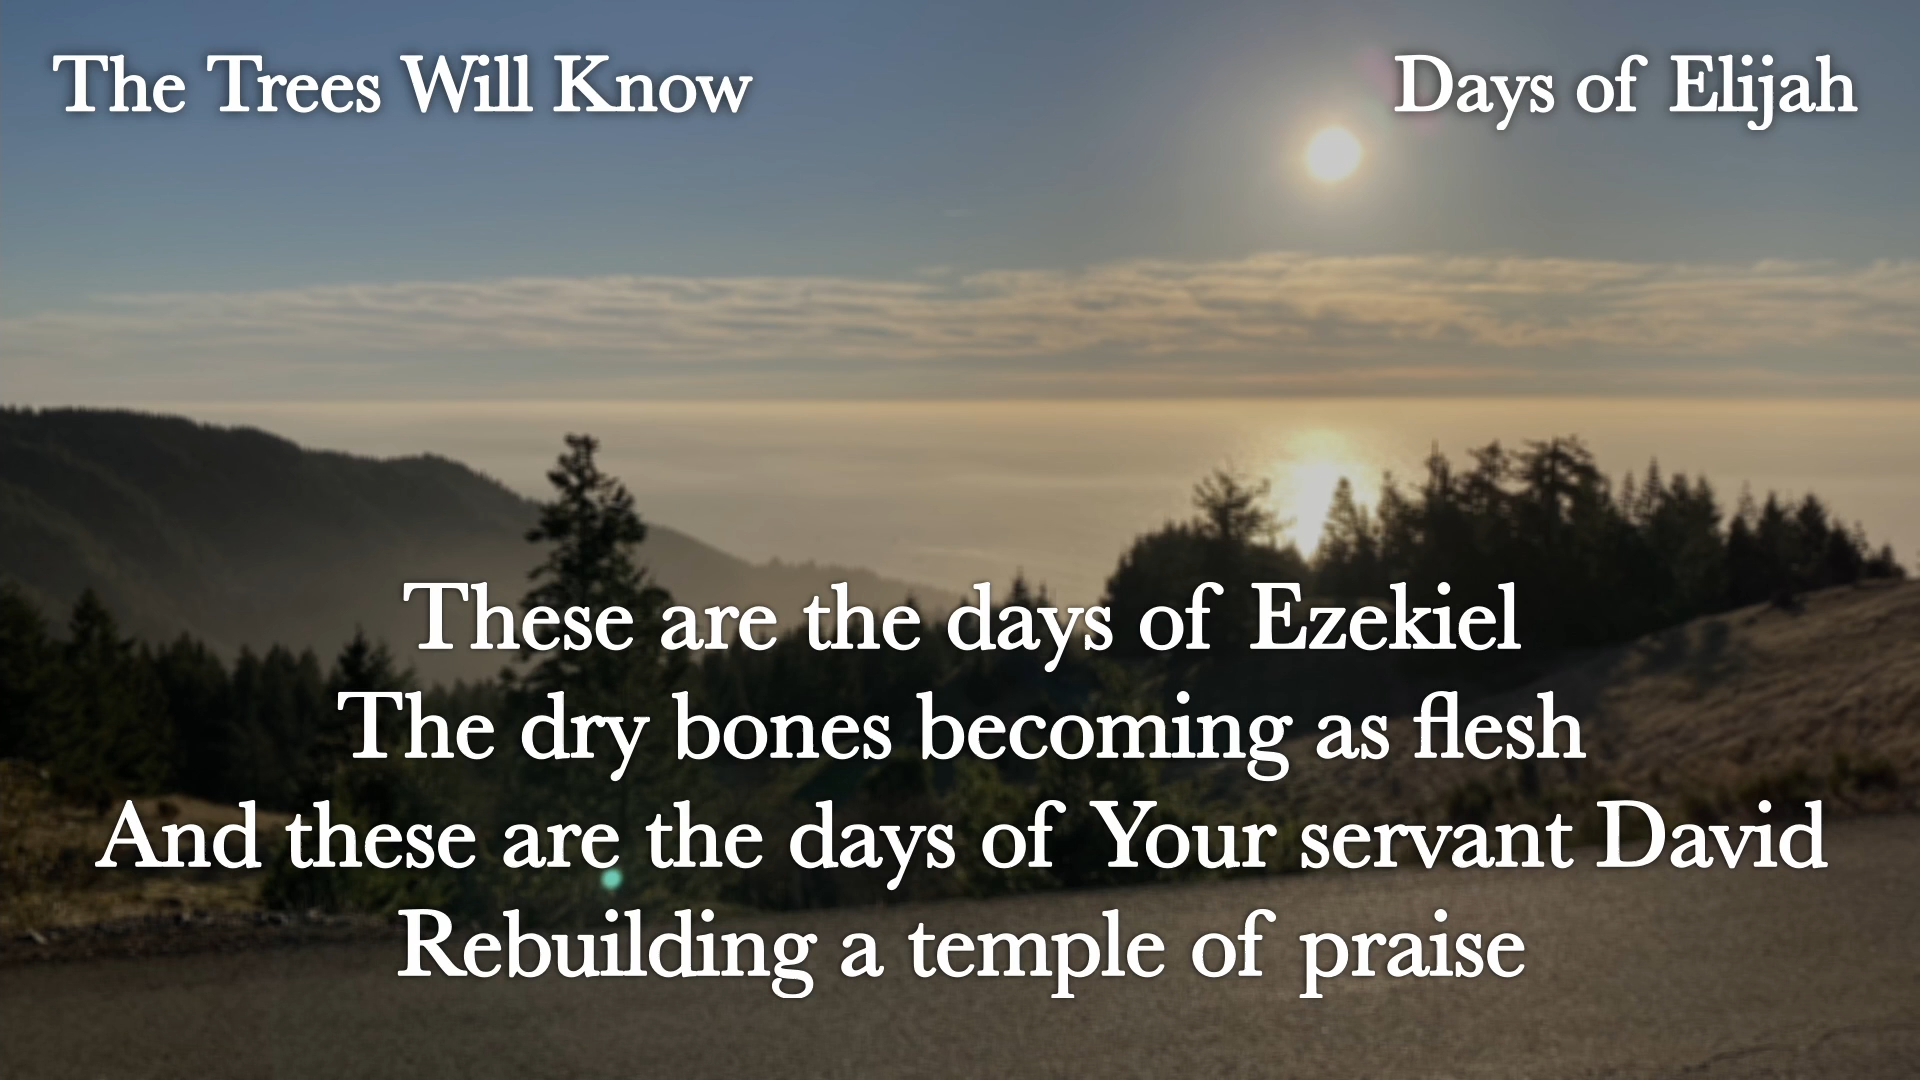 The Trees Will Know
Days of Elijah
These are the days of Ezekiel
The dry bones becoming as flesh
And these are the days of Your servant David
Rebuilding a temple of praise